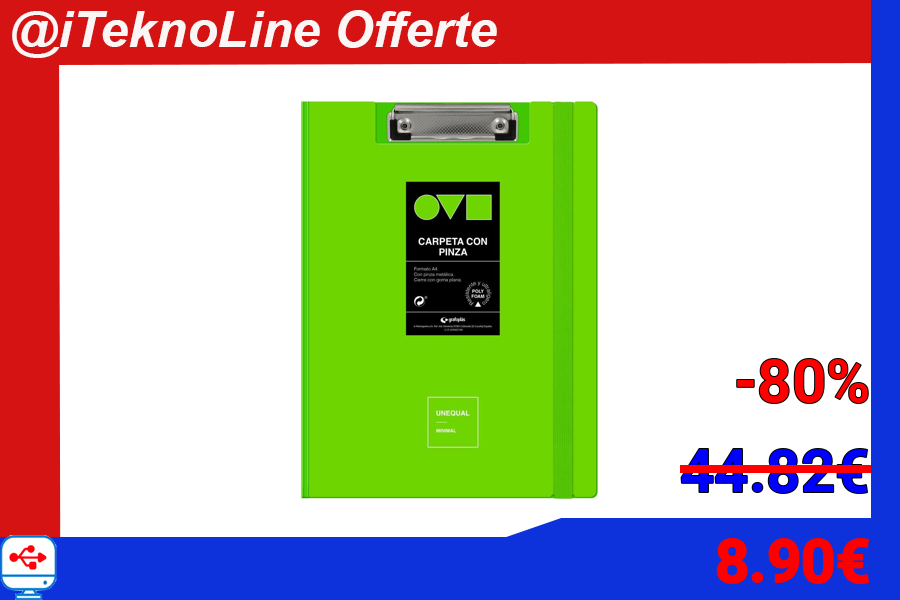 @iTeknoLine Offerte
CARPETA CON
PINZA
Formato A4.
Con pinza metálica
Cierre con goma plana
POLY
FOAM
grafoplás
UNEQUAL
MINIMAL
-80%
44.82€
8.90€